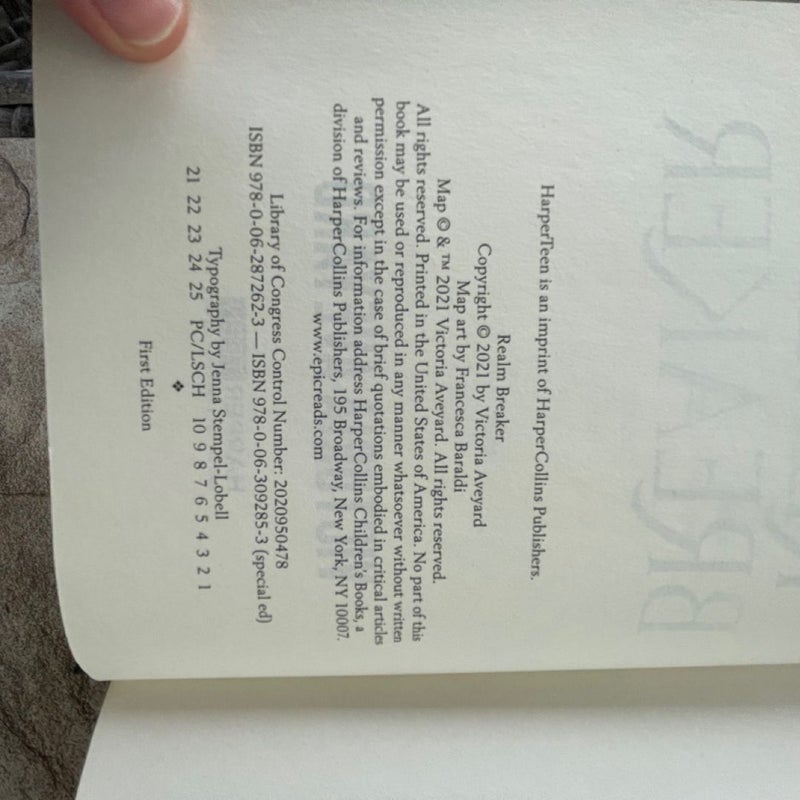 HarperTeen is an imprint of HarperCollins Publishers.
Realm Breaker
Copyright © 2021 by Victoria Aveyard
Map art by Francesca Baraldi
Map © & ™ 2021 Victoria Aveyard. All rights reserved.
All rights reserved. Printed in the United States of America. No part of this
book may be used or reproduced in any manner whatsoever without written
permission except in the case of brief quotations embodied in critical articles
and reviews. For information address HarperCollins Children's Books, a
division of HarperCollins Publishers, 195 Broadway, New York, NY 10007.
www.epicreads.com
Library of Congress Control Number: 2020950478
ISBN 978-0-06-287262-3 — ISBN 978-0-06-309285-3 (special ed)
Typography by Jenna Stempel-Lobell
21 22 23 24 25 PC/LSCH 10 9 8 7 6 5 4 3 2 1
❖
First Edition
BREAKER